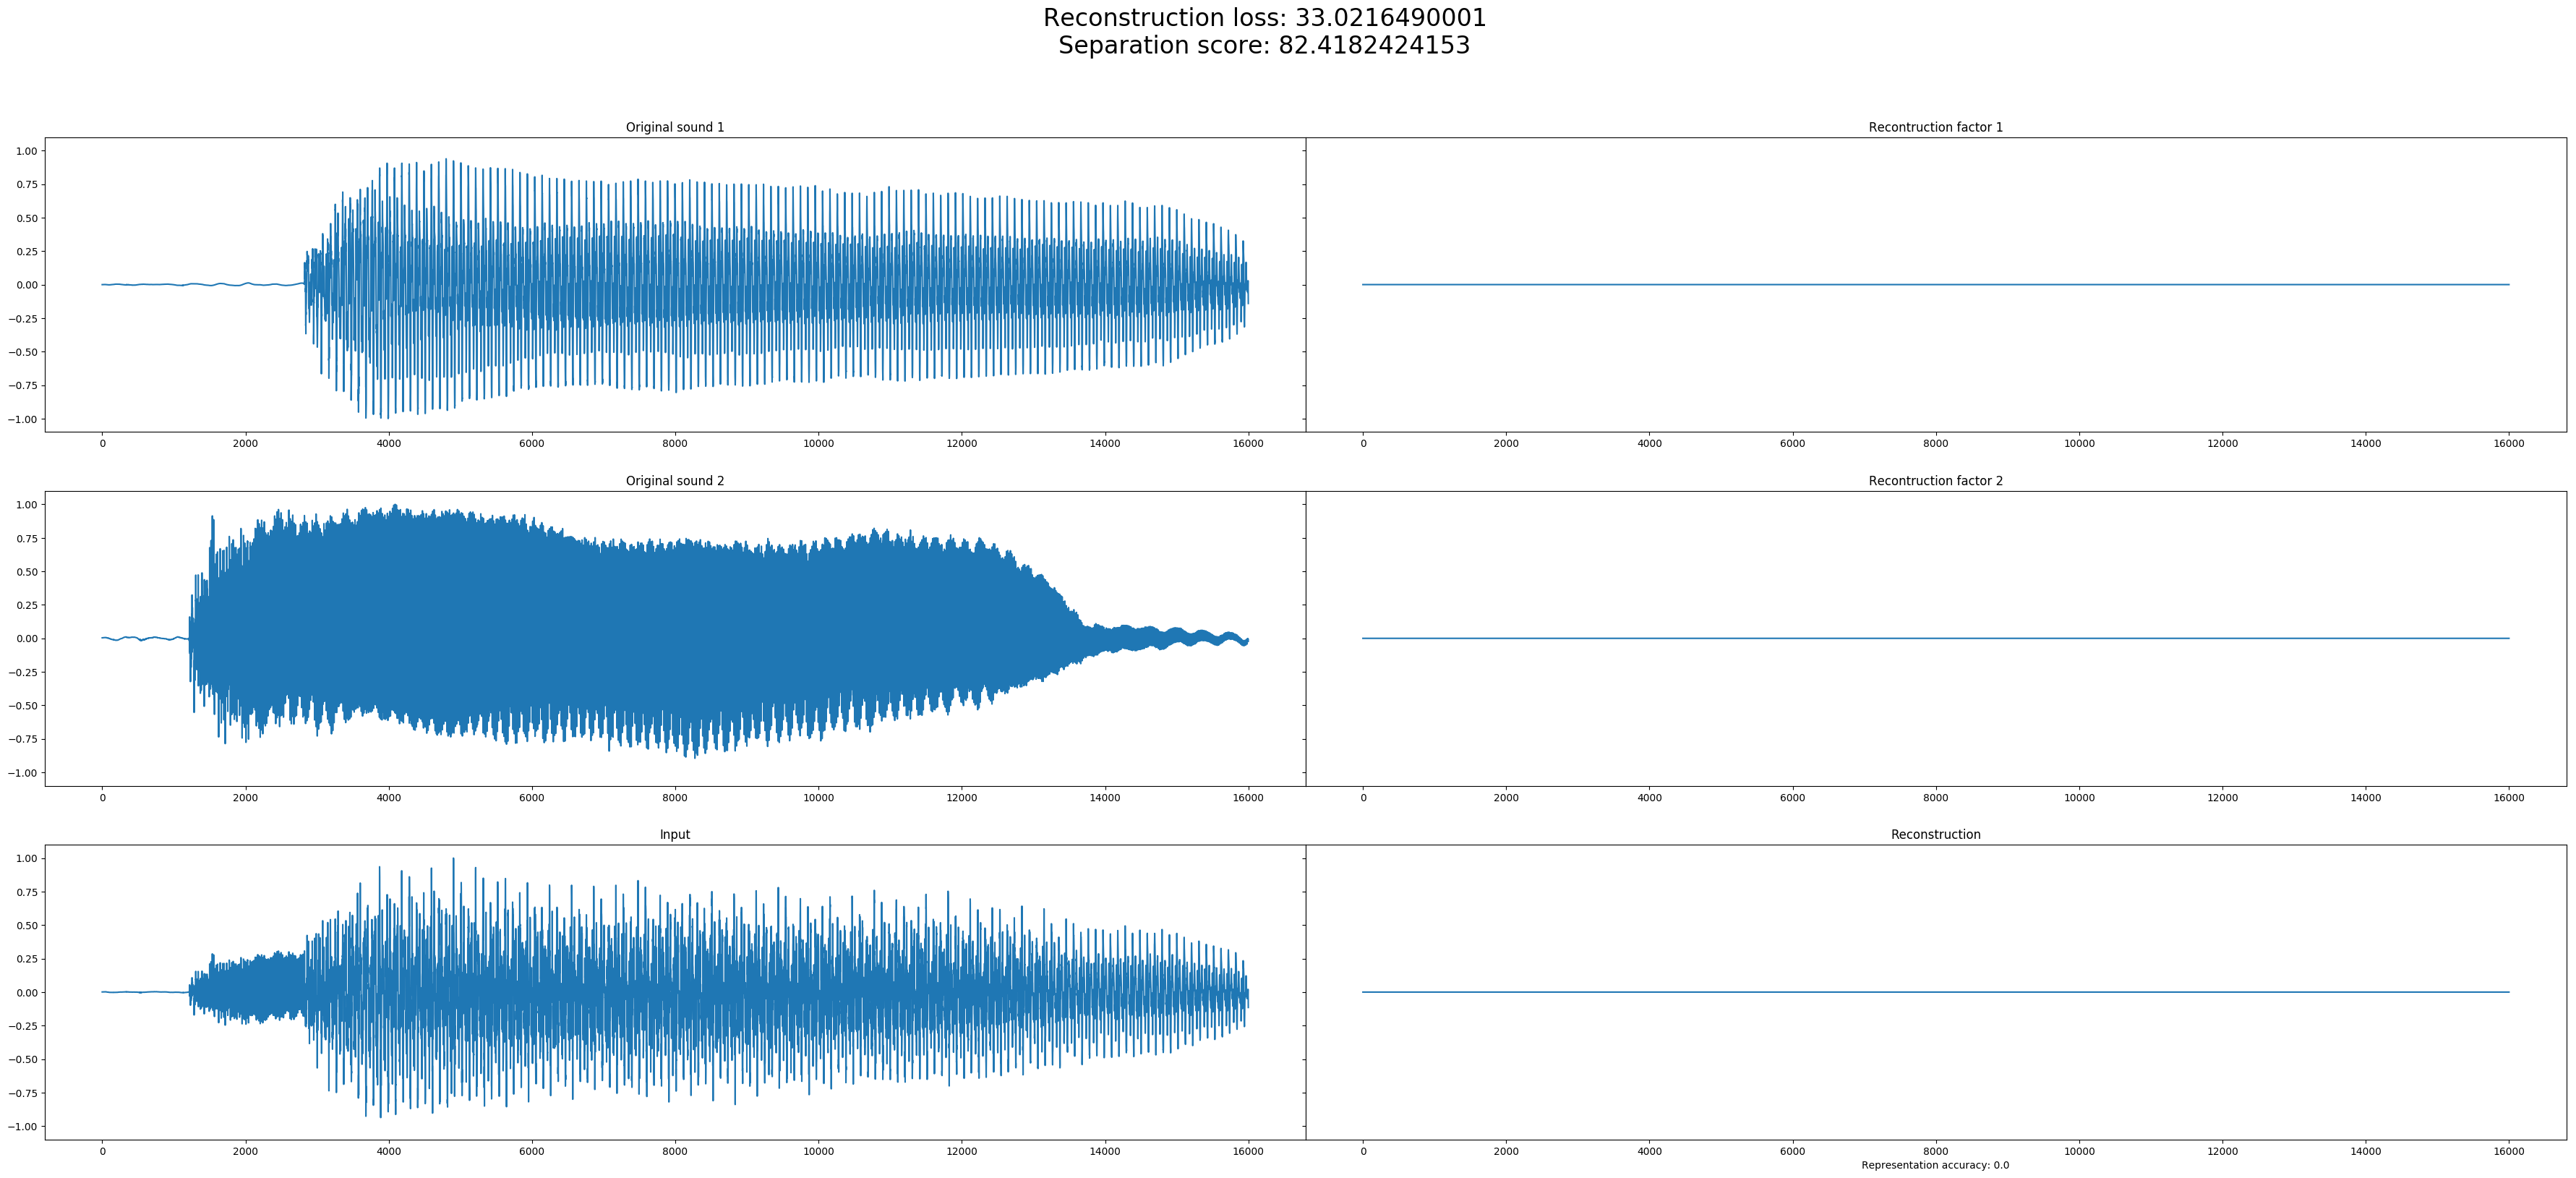 Reconstruction loss: 33.0216490001
Separation score: 82.4182424153
Original sound 1
Recontruction factor 1
1.00
0.75
0.50
0.25
0.00
−0.25
−0.50
−0.75
−1.00
0 2000 4000 6000 8000 10000 12000 14000 16000
0 2000 4000 6000 8000 10000 12000 14000 16000
Original sound 2
Recontruction factor 2
1.00
0.75
0.50
0.25
0.00
−0.25
−0.50
−0.75
−1.00
0 2000 4000 6000 8000 10000 12000 14000 16000
0 2000 4000 6000 8000 10000 12000 14000 16000
Input
Reconstruction
1.00
0.75
0.50
0.25
0.00
−0.25
−0.50
−0.75
−1.00
0 2000 4000 6000 8000 10000 12000 14000 16000
0 2000 4000 6000 8000 10000 12000 14000 16000
Representation accuracy: 0.0